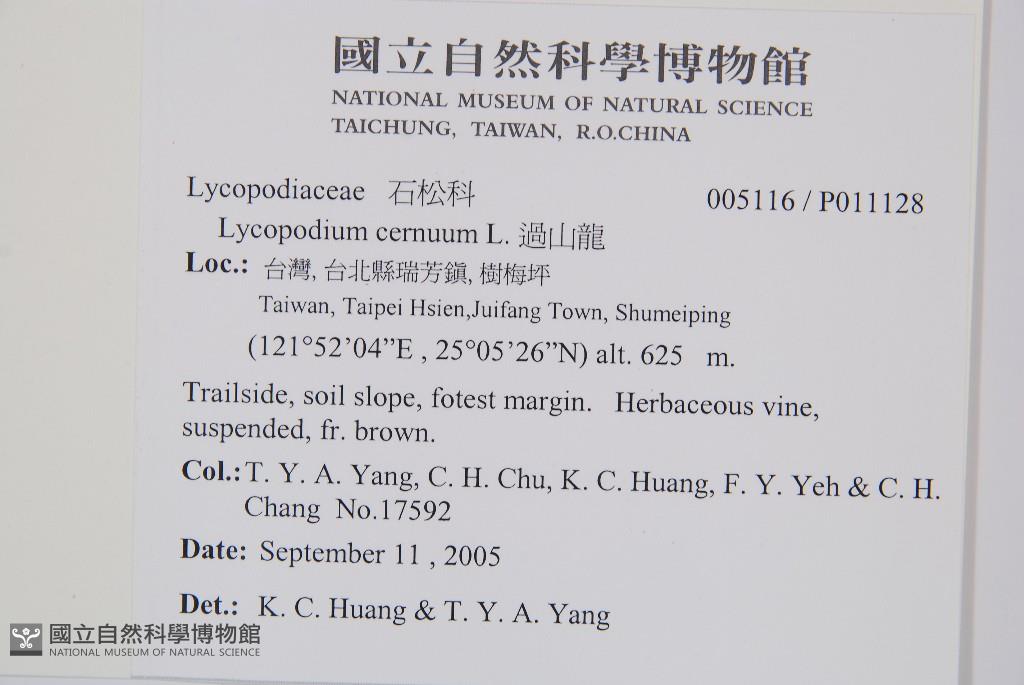 國立自然科學博物館
NATIONAL MUSEUM OF NATURAL SCIENCE
TAICHUNG, TAIWAN, R.O.CHINA
Lycopodiaceae 石松科 005116 / P011128
Lycopodium cernuum L. 過山龍
Loc.: 台灣, 台北縣瑞芳鎮, 樹梅坪
Taiwan, Taipei Hsien,Juifang Town, Shumeiping
(121°52’04”E , 25°05’26”N) alt. 625 m.
Trailside, soil slope, fotest margin. Herbaceous vine,
suspended, fr. brown.
Col.: T. Y. A. Yang, C. H. Chu, K. C. Huang, F. Y. Yeh & C. H.
Chang No.17592
Date: September 11 , 2005
Det.: K. C. Huang & T. Y. A. Yang
國立自然科學博物館
NATIONAL MUSEUM OF NATURAL SCIENCE